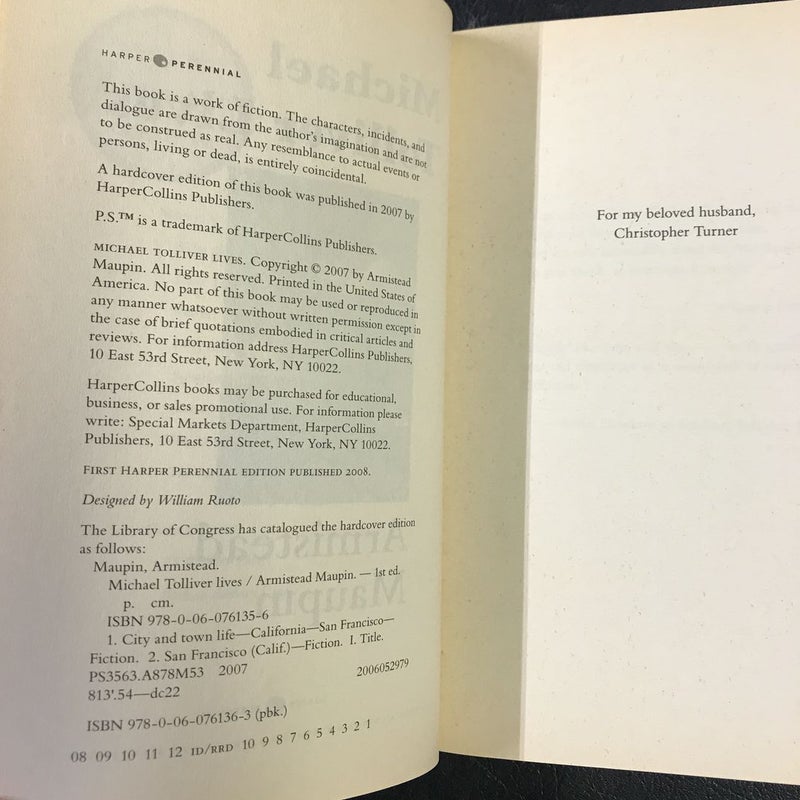 HARPER PERENNIAL
This book is a work of fiction. The characters, incidents, and
dialogue are drawn from the author's imagination and are not
to be construed as real. Any resemblance to actual events or
persons, living or dead, is entirely coincidental.
A hardcover edition of this book was published in 2007 by
HarperCollins Publishers.
P.S.™ is a trademark of HarperCollins Publishers.
MICHAEL TOLLIVER LIVES. Copyright © 2007 by Armistead
Maupin. All rights reserved. Printed in the United States of
America. No part of this book may be used or reproduced in
any manner whatsoever without written permission except in
the case of brief quotations embodied in critical articles and
reviews. For information address HarperCollins Publishers,
10 East 53rd Street, New York, NY 10022.
HarperCollins books may be purchased for educational,
business, or sales promotional use. For information please
write: Special Markets Department, HarperCollins
Publishers, 10 East 53rd Street, New York, NY 10022.
FIRST HARPER PERENNIAL EDITION PUBLISHED 2008.
Designed by William Ruoto
The Library of Congress has catalogued the hardcover edition
as follows:
Maupin, Armistead.
Michael Tolliver lives / Armistead Maupin. — 1st ed.
p. cm.
ISBN 978-0-06-076135-6
1. City and town life—California—San Francisco—
Fiction. 2. San Francisco (Calif.)—Fiction. I. Title.
PS3563.A878M53 2007 2006052979
813'.54—dc22
ISBN 978-0-06-076136-3 (pbk.)
08 09 10 11 12 ID/RRD 10 9 8 7 6 5 4 3 2 1
For my beloved husband,
Christopher Turner